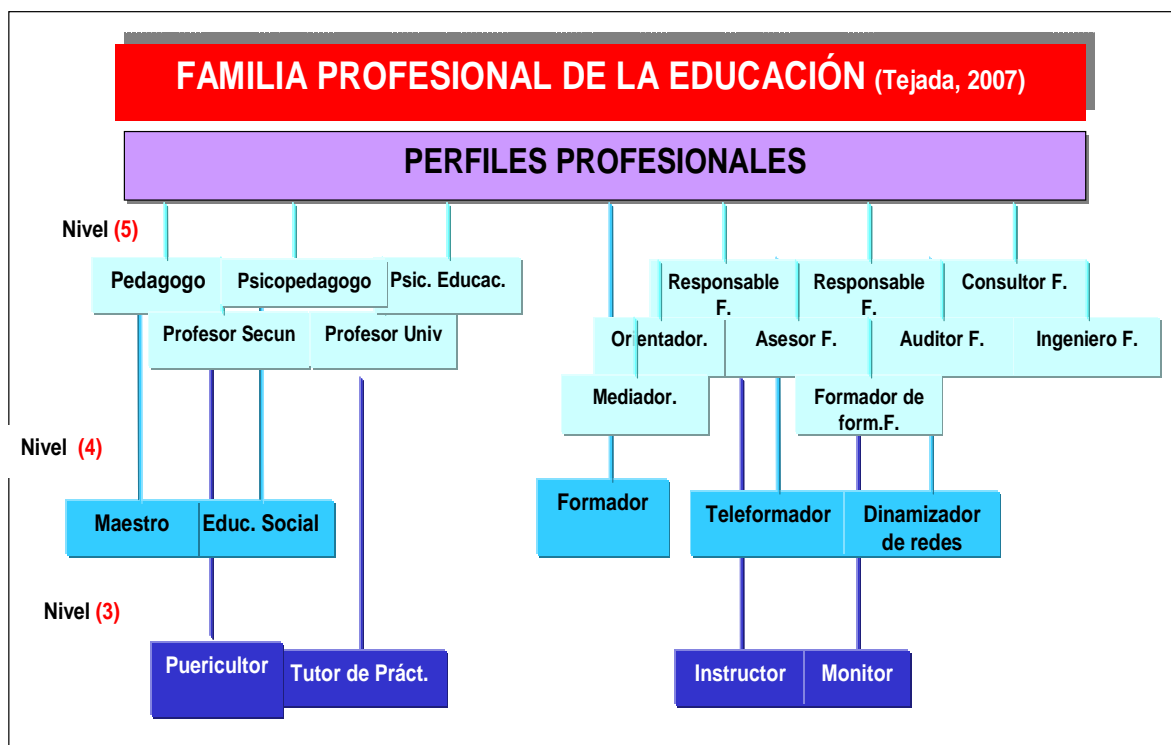 FAMILIA PROFESIONAL DE LA EDUCACIÓN (Tejada, 2007)
PERFILES PROFESIONALES
Nivel (5)
Pedagogo
Psicopedagogo
Psic. Educac.
Responsable
F.
Responsable
F.
Consultor F.
Profesor Secun
Profesor Univ
Orientador.
Asesor F.
Auditor F.
Ingeniero F.
Mediador.
Formador de
form.F.
Nivel (4)
Maestro
Educ. Social
Formador
Teleformador
Dinamizador
de redes
Nivel (3)
Puericultor
Tutor de Práct.
Instructor
Monitor